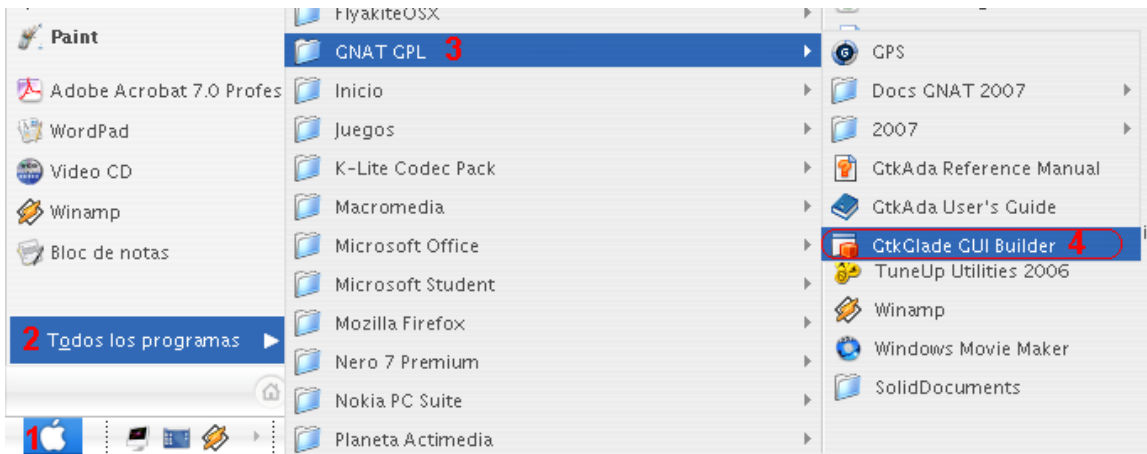 Paint
Adobe Acrobat 7.0 Profes
WordPad
Video CD
Winamp
Bloc de notas
2 Todos los programas
1
FlyakiteOSX
GNAT GPL 3
Inicio
Juegos
K-Lite Codec Pack
Macromedia
Microsoft Office
Microsoft Student
Mozilla Firefox
Nero 7 Premium
Nokia PC Suite
Planeta Actimedia
GPS
Docs GNAT 2007
2007
GtkAda Reference Manual
GtkAda User's Guide
GtkGlade GUI Builder 4
TuneUp Utilities 2006
Winamp
Windows Movie Maker
SolidDocuments